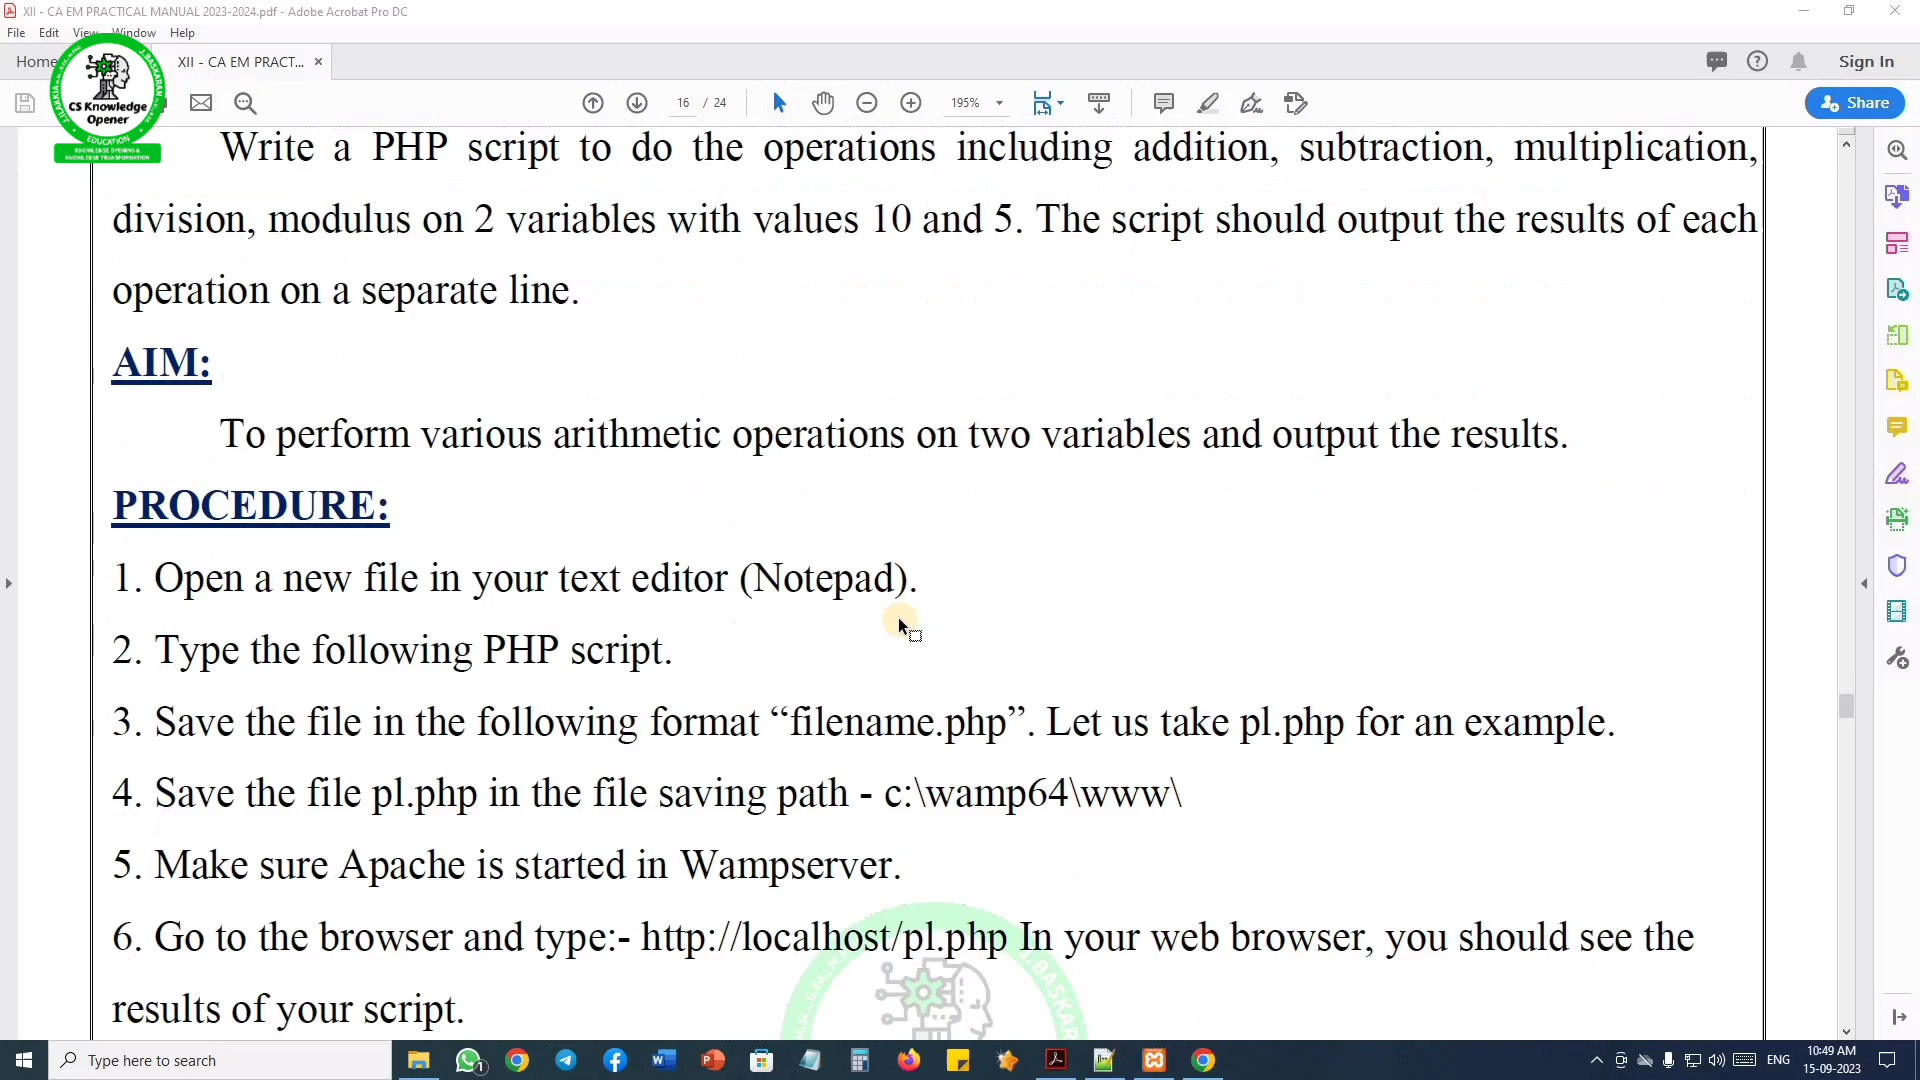 XII - CA EM PRACTICAL MANUAL 2023-2024.pdf - Adobe Acrobat Pro DC
File Edit View Window Help
Home XII - CA EM PRACT... × Sign In
16 / 24 195% Share
J.BASKARAN
CS Knowledge
Opener
EDUCATION
KNOWLEDGE OPENING &
KNOWLEDGE TRANSFORMATION
Write a PHP script to do the operations including addition, subtraction, multiplication,
division, modulus on 2 variables with values 10 and 5. The script should output the results of each
operation on a separate line.
AIM:
To perform various arithmetic operations on two variables and output the results.
PROCEDURE:
1. Open a new file in your text editor (Notepad).
2. Type the following PHP script.
3. Save the file in the following format “filename.php”. Let us take pl.php for an example.
4. Save the file pl.php in the file saving path - c:\wamp64\www\
5. Make sure Apache is started in Wampserver.
6. Go to the browser and type:- http://localhost/pl.php In your web browser, you should see the
results of your script.
J.BASKARAN
Type here to search
1
ENG
10:49 AM
15-09-2023